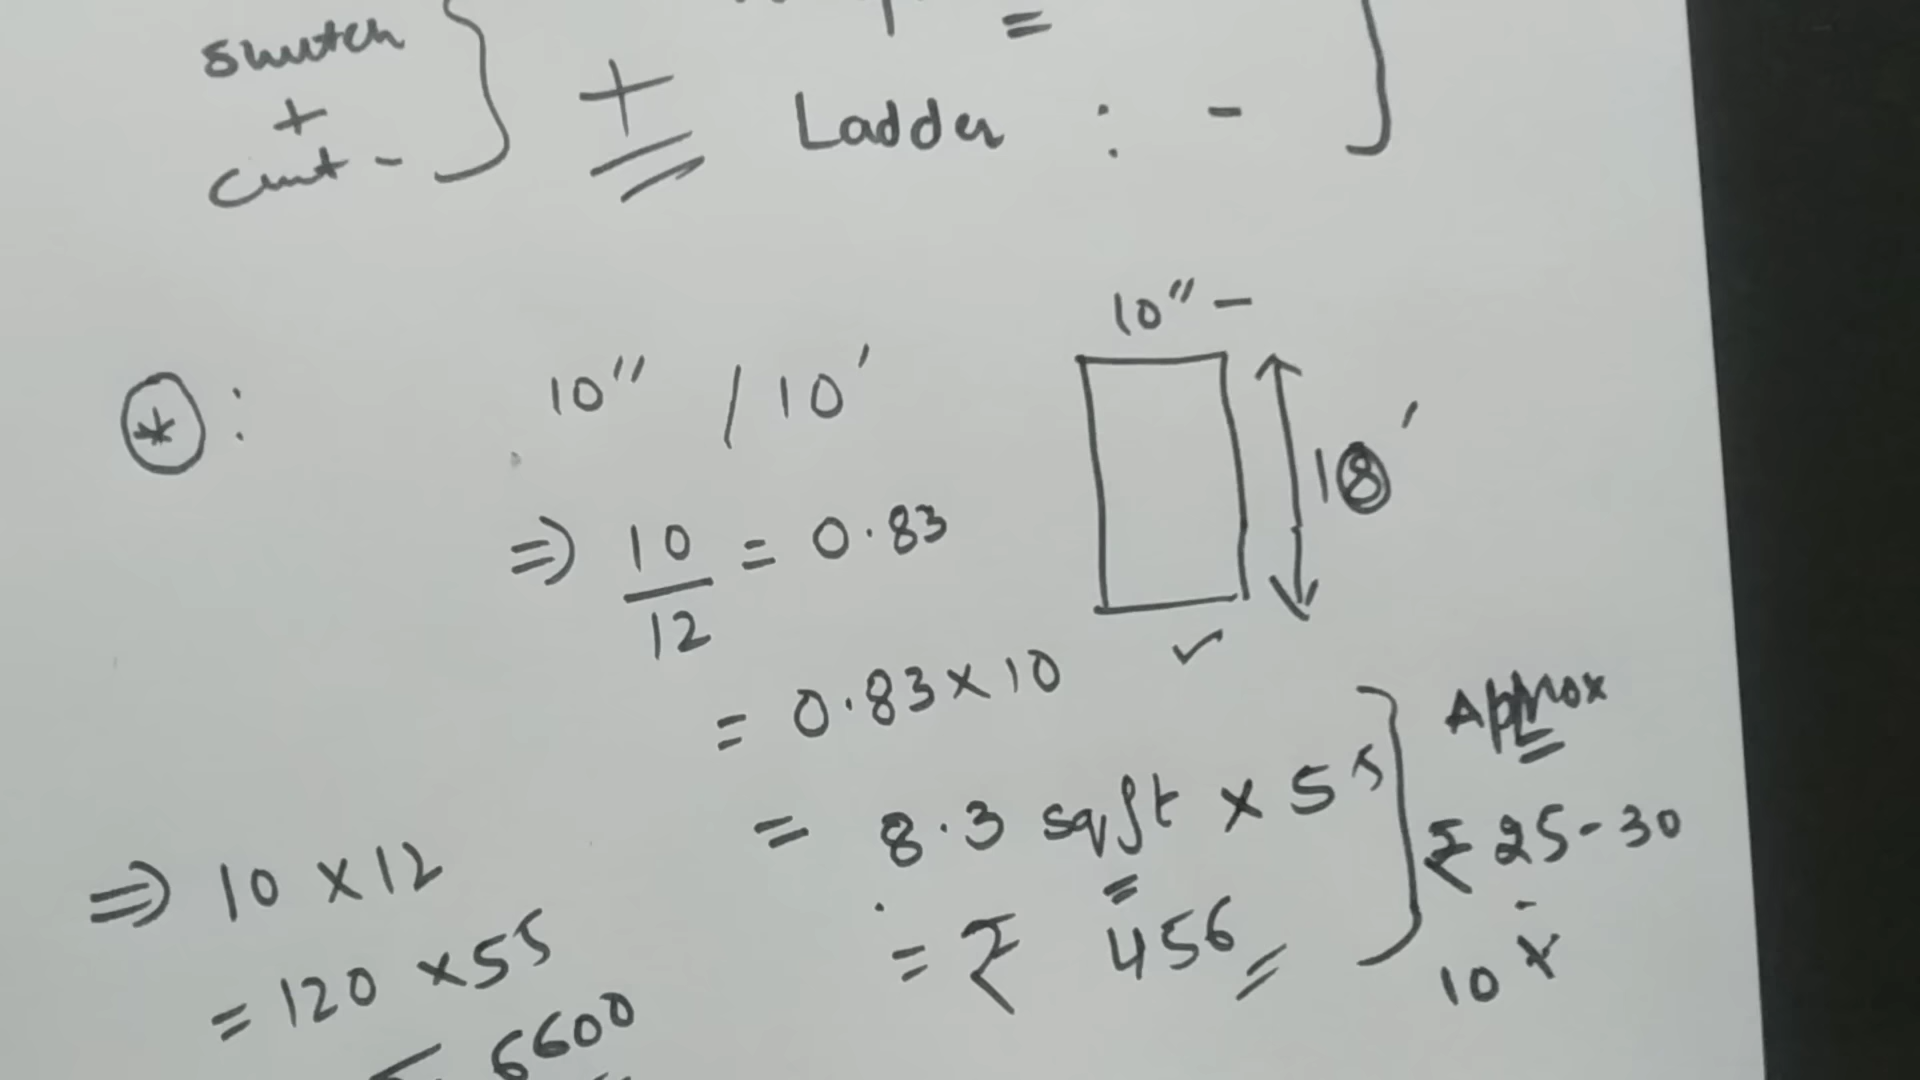 switch
+
cmt -
+ Ladder : -
10" -
* : 10" / 10'
18'
=> 10/12 = 0.83
= 0.83 x 10
= 8.3 sqft x 55
= ₹ 456
Approx
₹ 25-30
10 x
=> 10 x 12
= 120 x 55
6600